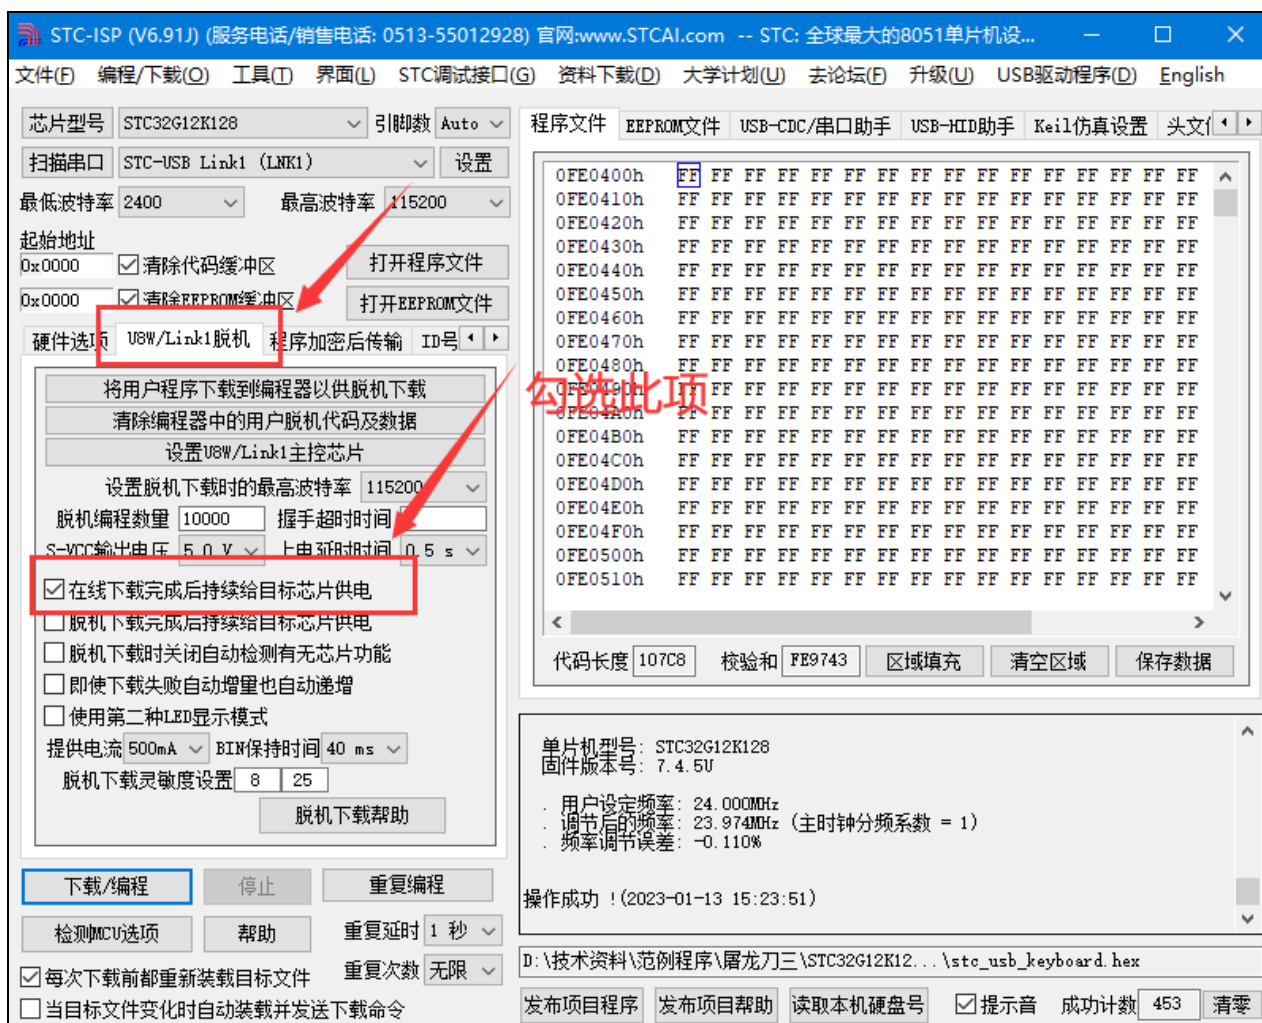 STC-ISP (V6.91J) (服务电话/销售电话: 0513-55012928) 官网:www.STCAI.com -- STC: 全球最大的8051单片机设...
文件(F) 编程/下载(O) 工具(T) 界面(L) STC调试接口(G) 资料下载(D) 大学计划(U) 去论坛(F) 升级(U) USB驱动程序(D) English
芯片型号 STC32G12K128 引脚数 Auto
扫描串口 STC-USB Link1 (LNK1) 设置
最低波特率 2400 最高波特率 115200
起始地址
0x0000 清除代码缓冲区 打开程序文件
0x0000 清除EEPROM缓冲区 打开EEPROM文件
硬件选项 U8W/Link1脱机 程序加密后传输 ID号
将用户程序下载到编程器以供脱机下载
清除编程器中的用户脱机代码及数据
设置U8W/Link1主控芯片
设置脱机下载时的最高波特率 115200
脱机编程数量 10000 握手超时时间
S-VCC输出电压 5.0 V 上电延时时间 0.5 s
在线下载完成后持续给目标芯片供电
脱机下载完成后持续给目标芯片供电
脱机下载时关闭自动检测有无芯片功能
即使下载失败自动增量也自动递增
使用第二种LED显示模式
提供电流 500mA BIN保持时间 40 ms
脱机下载灵敏度设置 8 25
脱机下载帮助
下载/编程 停止 重复编程
检测MCU选项 帮助 重复延时 1 秒
每次下载前都重新装载目标文件 重复次数 无限
当目标文件变化时自动装载并发送下载命令
程序文件 EEPROM文件 USB-CDC/串口助手 USB-HID助手 Keil仿真设置 头文
0FE0400h FF FF FF FF FF FF FF FF FF FF FF FF FF FF FF FF
0FE0410h FF FF FF FF FF FF FF FF FF FF FF FF FF FF FF FF
0FE0420h FF FF FF FF FF FF FF FF FF FF FF FF FF FF FF FF
0FE0430h FF FF FF FF FF FF FF FF FF FF FF FF FF FF FF FF
0FE0440h FF FF FF FF FF FF FF FF FF FF FF FF FF FF FF FF
0FE0450h FF FF FF FF FF FF FF FF FF FF FF FF FF FF FF FF
0FE0460h FF FF FF FF FF FF FF FF FF FF FF FF FF FF FF FF
0FE0470h FF FF FF FF FF FF FF FF FF FF FF FF FF FF FF FF
0FE0480h FF FF FF FF FF FF FF FF FF FF FF FF FF FF FF FF
0FE0490h FF FF FF FF FF FF FF FF FF FF FF FF FF FF FF FF
勾选此项
0FE04A0h FF FF FF FF FF FF FF FF FF FF FF FF FF FF FF FF
0FE04B0h FF FF FF FF FF FF FF FF FF FF FF FF FF FF FF FF
0FE04C0h FF FF FF FF FF FF FF FF FF FF FF FF FF FF FF FF
0FE04D0h FF FF FF FF FF FF FF FF FF FF FF FF FF FF FF FF
0FE04E0h FF FF FF FF FF FF FF FF FF FF FF FF FF FF FF FF
0FE04F0h FF FF FF FF FF FF FF FF FF FF FF FF FF FF FF FF
0FE0500h FF FF FF FF FF FF FF FF FF FF FF FF FF FF FF FF
0FE0510h FF FF FF FF FF FF FF FF FF FF FF FF FF FF FF FF
代码长度 107C8 校验和 FE9743 区域填充 清空区域 保存数据
单片机型号: STC32G12K128
固件版本号: 7.4.5U
. 用户设定频率: 24.000MHz
. 调节后的频率: 23.974MHz (主时钟分频系数 = 1)
. 频率调节误差: -0.110%
操作成功 !(2023-01-13 15:23:51)
D:\技术资料\范例程序\屠龙刀三\STC32G12K12...\stc_usb_keyboard.hex
发布项目程序 发布项目帮助 读取本机硬盘号 提示音 成功计数 453 清零